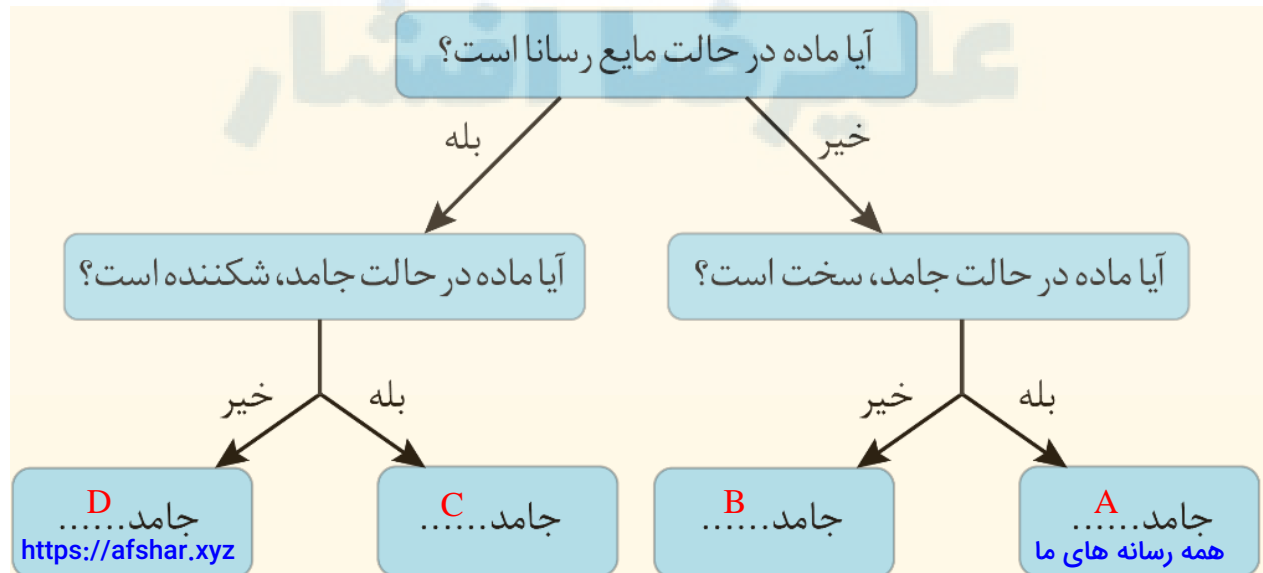 علیرضا افشار
آیا ماده در حالت مایع رسانا است؟
خیر
بله
آیا ماده در حالت جامد، سخت است؟
آیا ماده در حالت جامد، شکننده است؟
بله
خیر
بله
خیر
جامد...... A
همه رسانه های ما
جامد...... B
جامد...... C
جامد...... D
https://afshar.xyz